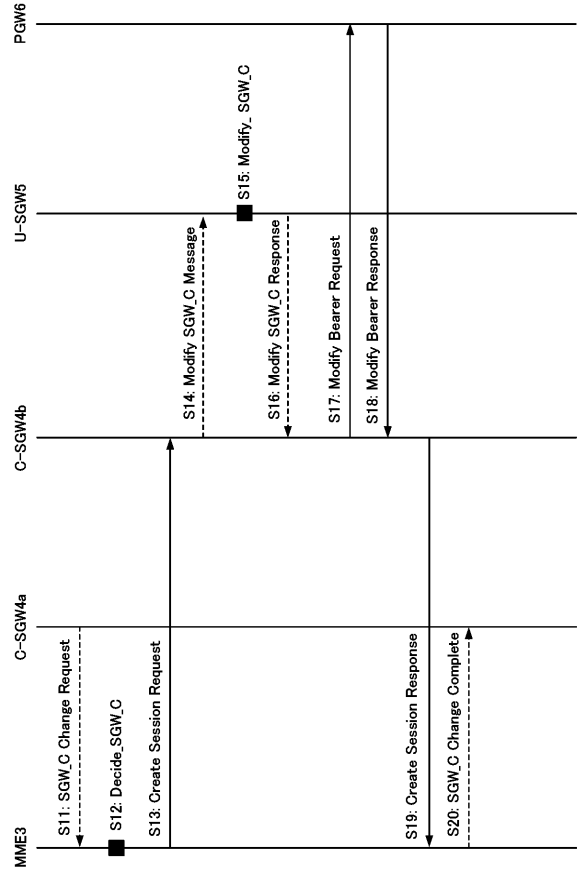 MME3
C-SGW4a
C-SGW4b
U-SGW5
PGW6
S11: SGW_C Change Request
S12: Decide_SGW_C
S13: Create Session Request
S14: Modify SGW_C Message
S15: Modify_ SGW_C
S16: Modify SGW_C Response
S17: Modify Bearer Request
S18: Modify Bearer Response
S19: Create Session Response
S20: SGW_C Change Complete